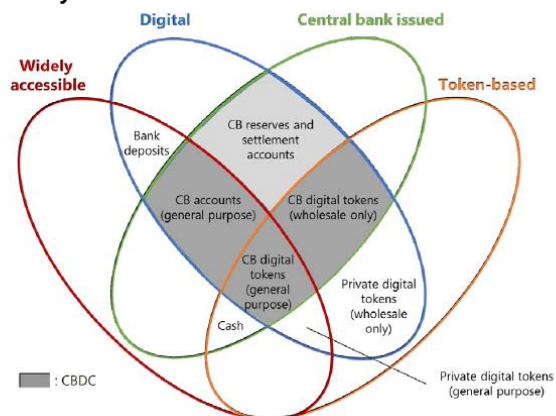 Digital
Central bank issued
Widely
accessible
Token-based
Bank
deposits
CB reserves and
settlement
accounts
CB accounts
(general purpose)
CB digital tokens
(wholesale only)
CB digital
tokens
(general
purpose)
Cash
Private digital
tokens
(wholesale
only)
Private digital tokens
(general purpose)
: CBDC